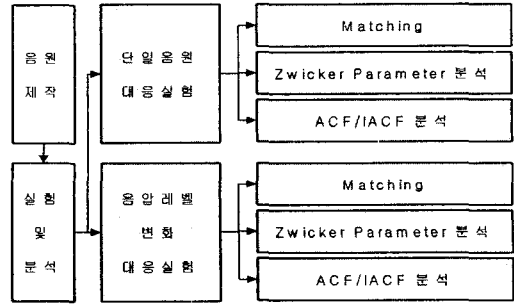 음원
제작
단일음원
대응실험
Matching
Zwicker Parameter 분석
ACF/IACF 분석
실험
및
분석
음압레벨
변화
대응실험
Matching
Zwicker Parameter 분석
ACF/IACF 분석